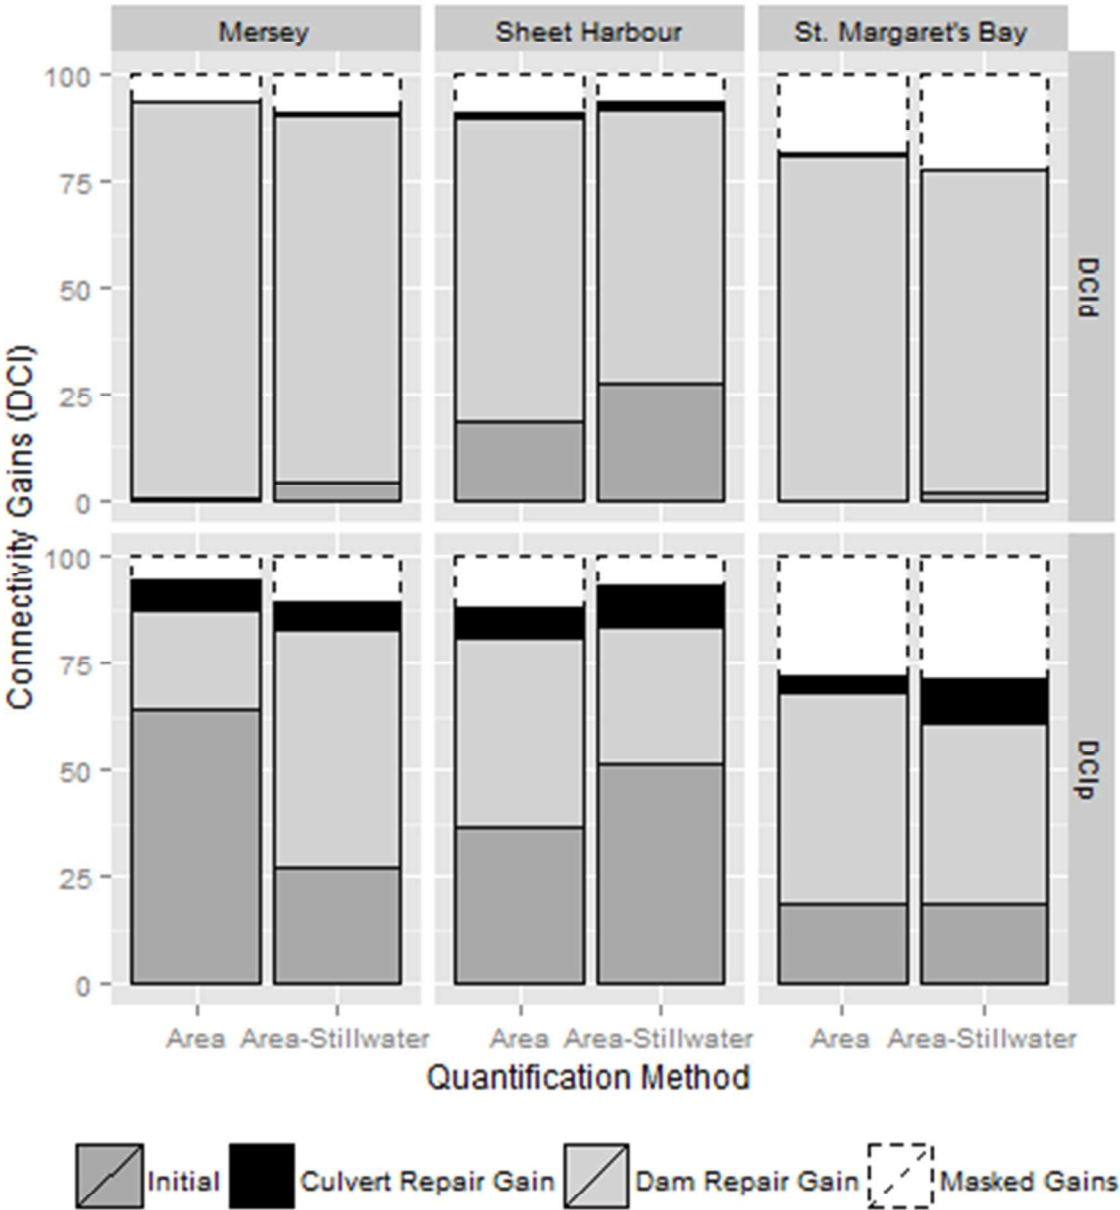 Mersey
Sheet Harbour
St. Margaret's Bay
Connectivity Gains (DCI)
100
75
50
25
0
DCId
100
75
50
25
0
DCIp
Area
Area-Stillwater
Area
Area-Stillwater
Area
Area-Stillwater
Quantification Method
Initial
Culvert Repair Gain
Dam Repair Gain
Masked Gains